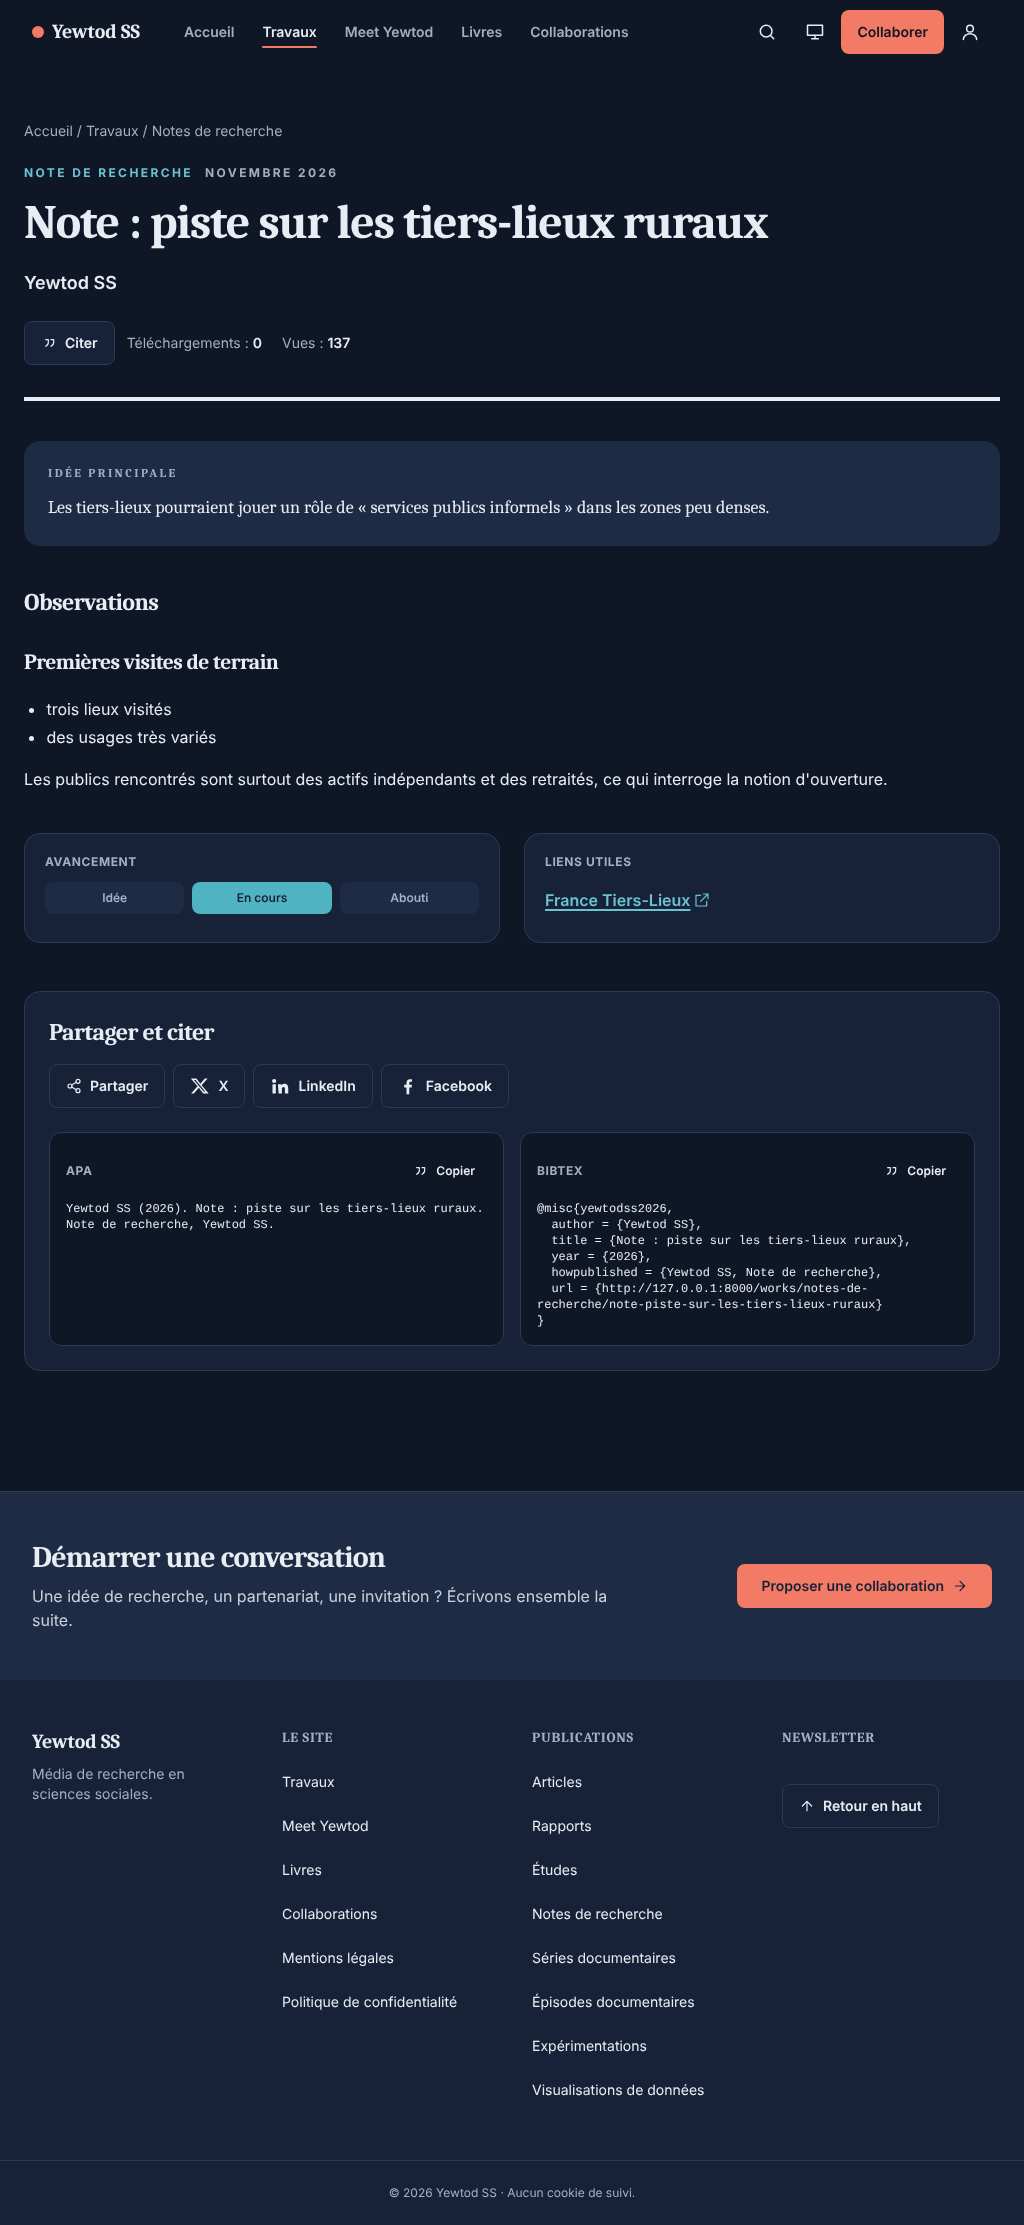 Yewtod SS
Accueil
Travaux
Meet Yewtod
Livres
Collaborations
Collaborer
Accueil / Travaux / Notes de recherche
NOTE DE RECHERCHE NOVEMBRE 2026
Note : piste sur les tiers-lieux ruraux
Yewtod SS
Citer
Téléchargements : 0
Vues : 137
IDÉE PRINCIPALE
Les tiers-lieux pourraient jouer un rôle de « services publics informels » dans les zones peu denses.
Observations
Premières visites de terrain
• trois lieux visités
• des usages très variés
Les publics rencontrés sont surtout des actifs indépendants et des retraités, ce qui interroge la notion d'ouverture.
AVANCEMENT
Idée
En cours
Abouti
LIENS UTILES
France Tiers-Lieux
Partager et citer
Partager
X
LinkedIn
Facebook
APA
Copier
Yewtod SS (2026). Note : piste sur les tiers-lieux ruraux.
Note de recherche, Yewtod SS.
BIBTEX
Copier
@misc{yewtodss2026,
  author = {Yewtod SS},
  title = {Note : piste sur les tiers-lieux ruraux},
  year = {2026},
  howpublished = {Yewtod SS, Note de recherche},
  url = {http://127.0.0.1:8000/works/notes-de-
recherche/note-piste-sur-les-tiers-lieux-ruraux}
}
Démarrer une conversation
Une idée de recherche, un partenariat, une invitation ? Écrivons ensemble la
suite.
Proposer une collaboration
Yewtod SS
Média de recherche en
sciences sociales.
LE SITE
Travaux
Meet Yewtod
Livres
Collaborations
Mentions légales
Politique de confidentialité
PUBLICATIONS
Articles
Rapports
Études
Notes de recherche
Séries documentaires
Épisodes documentaires
Expérimentations
Visualisations de données
NEWSLETTER
Retour en haut
© 2026 Yewtod SS · Aucun cookie de suivi.